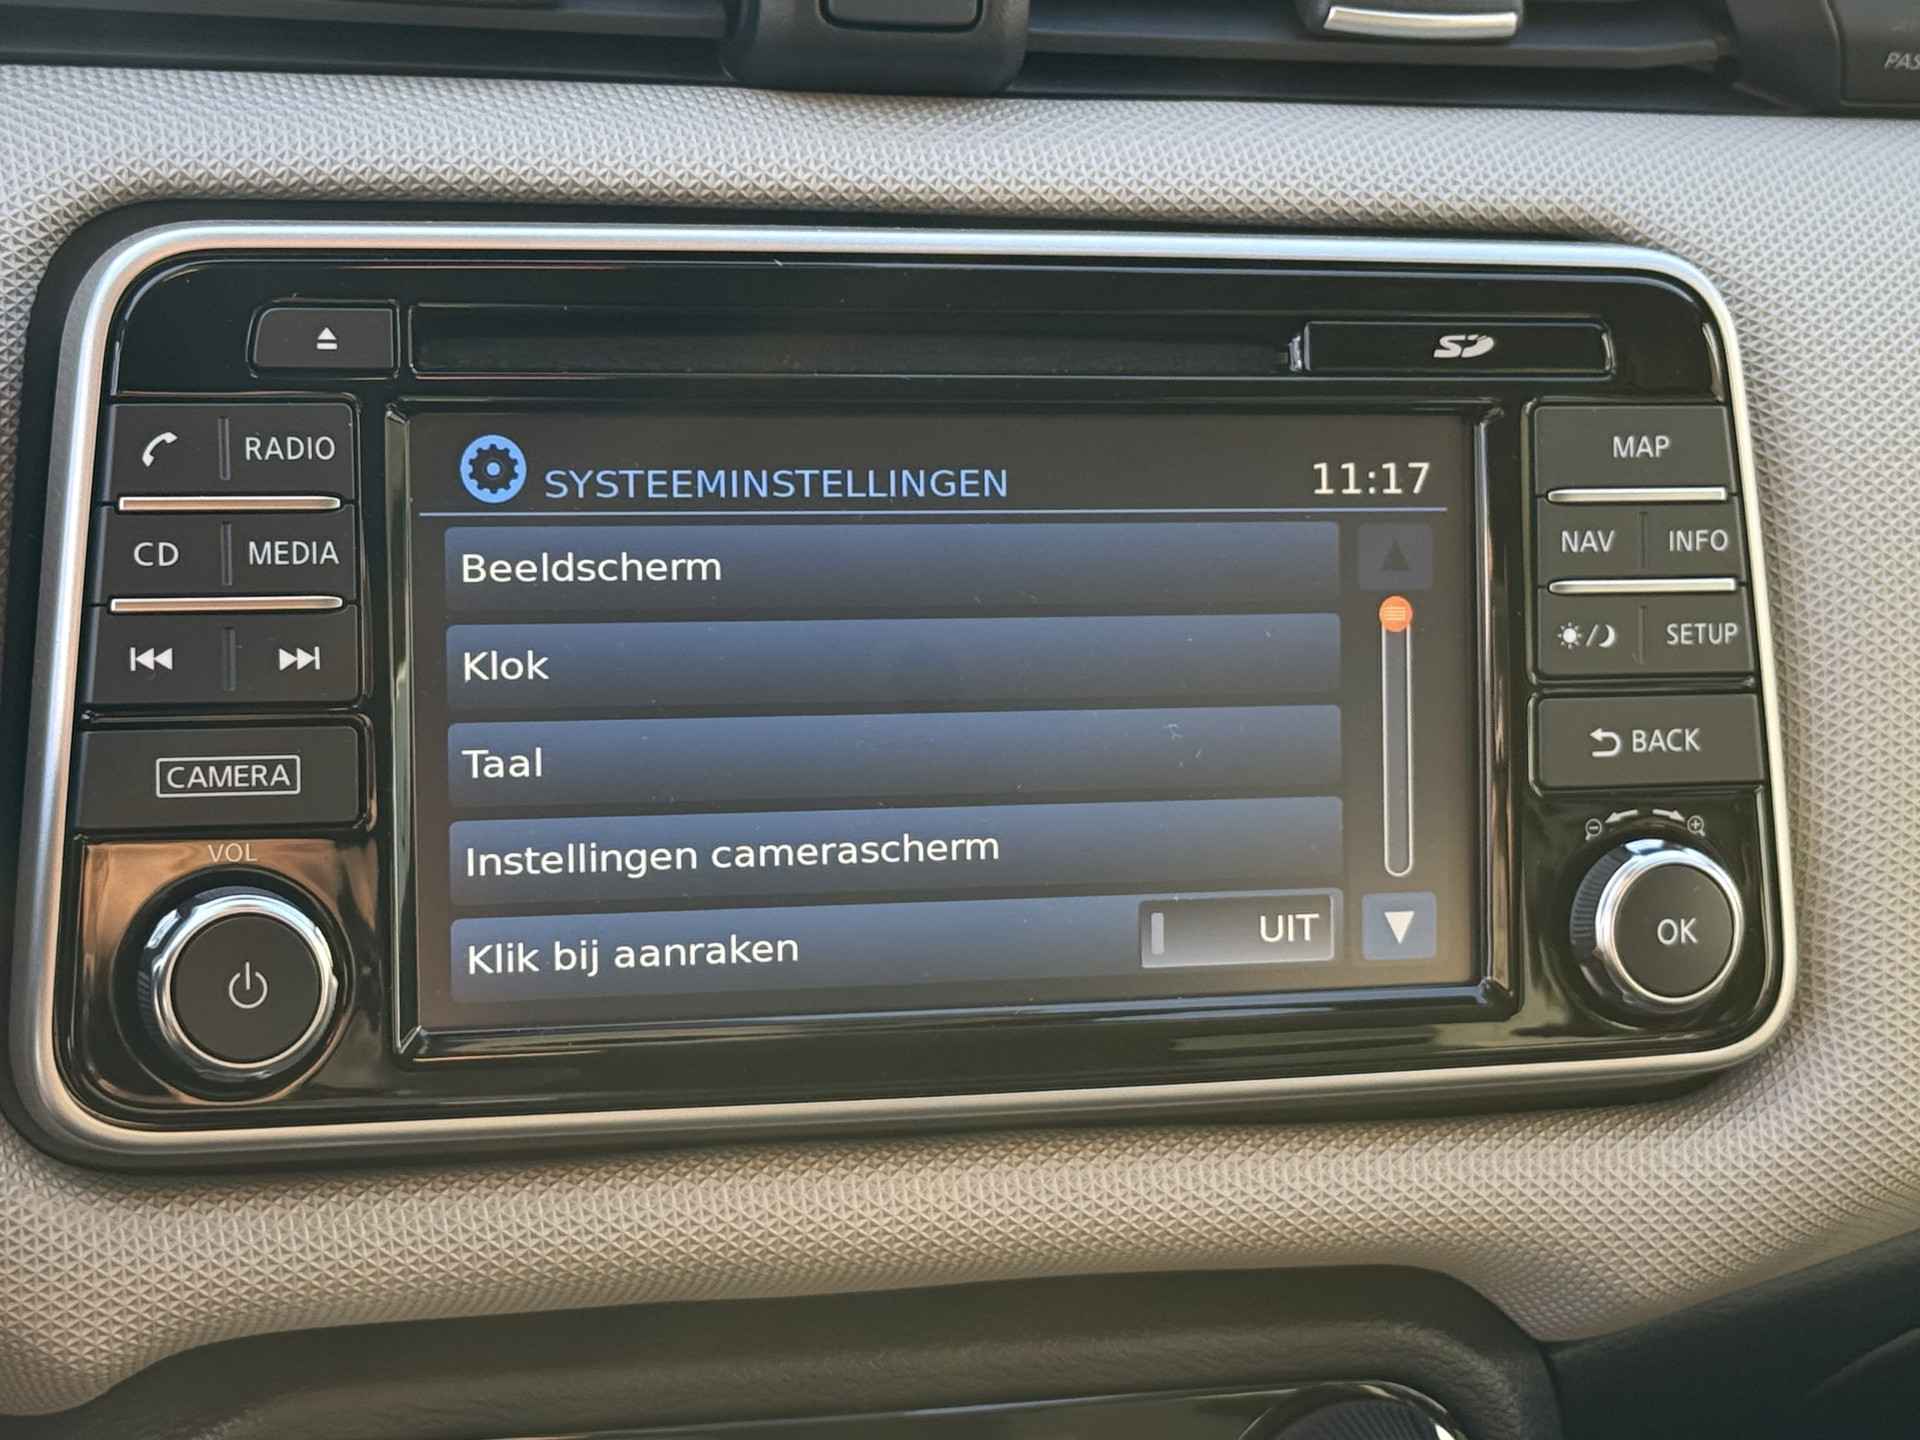 PAS
SD
RADIO
MAP
SYSTEEMINSTELLINGEN
11:17
CD
MEDIA
NAV
INFO
Beeldscherm
Klok
SETUP
Taal
BACK
CAMERA
VOL
Instellingen camerascherm
Klik bij aanraken
UIT
OK